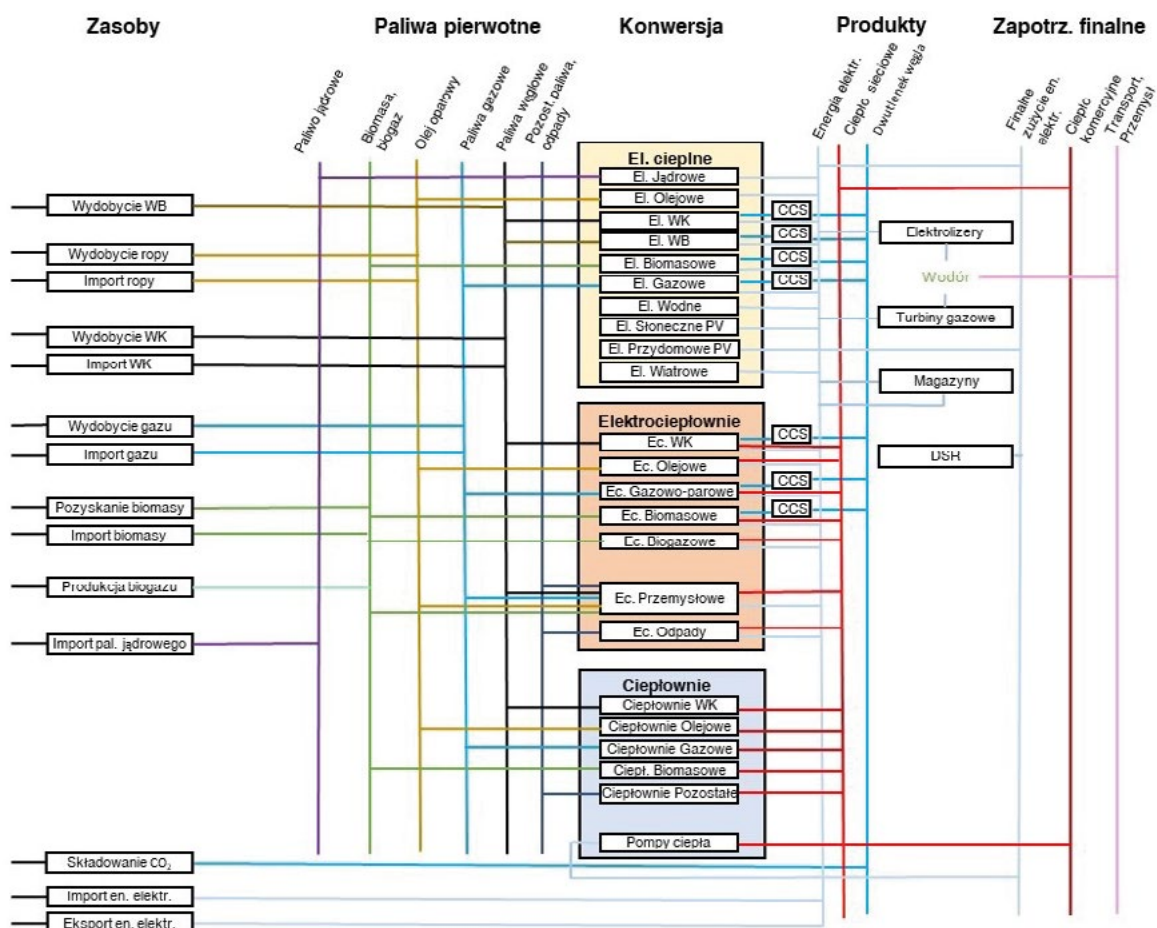 Zasoby
Paliwa pierwotne
Konwersja
Produkty
Zapotrz. finalne
Paliwo jądrowe
Biomasa,
biogaz
Olej opałowy
Paliwa gazowe
Paliwa węglowe
Pozost. paliwa,
odpady
Energia elektr.
Ciepło sieciowe
Dwutlenek węgla
Finalne
zużycie en.
elektr.
Ciepło
komercyjne
Transport,
Przemysł
Wydobycie WB
Wydobycie ropy
Import ropy
Wydobycie WK
Import WK
Wydobycie gazu
Import gazu
Pozyskanie biomasy
Import biomasy
Produkcja biogazu
Import pal. jądrowego
Składowanie CO₂
Import en. elektr.
Eksport en. elektr.
El. cieplne
El. Jądrowe
El. Olejowe
El. WK
El. WB
El. Biomasowe
El. Gazowe
El. Wodne
El. Słoneczne PV
El. Przydomowe PV
El. Wiatrowe
CCS
CCS
CCS
CCS
Elektrociepłownie
Ec. WK
Ec. Olejowe
Ec. Gazowo-parowe
Ec. Biomasowe
Ec. Biogazowe
Ec. Przemysłowe
Ec. Odpady
CCS
CCS
CCS
Ciepłownie
Ciepłownie WK
Ciepłownie Olejowe
Ciepłownie Gazowe
Ciepł. Biomasowe
Ciepłownie Pozostałe
Pompy ciepła
Elektrolizery
Wodór
Turbiny gazowe
Magazyny
DSR